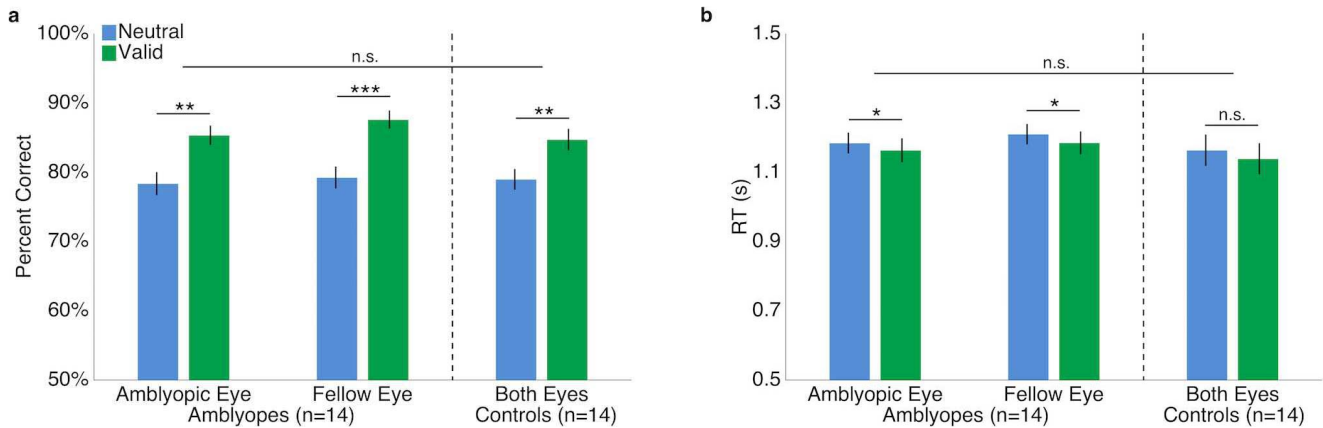 a
100%
90%
80%
70%
60%
50%
Percent Correct
Neutral
Valid
n.s.
**
***
**
Amblyopic Eye
Fellow Eye
Both Eyes
Amblyopes (n=14)
Controls (n=14)
b
1.5
1.3
1.1
0.9
0.7
0.5
RT (s)
n.s.
*
*
n.s.
Amblyopic Eye
Fellow Eye
Both Eyes
Amblyopes (n=14)
Controls (n=14)